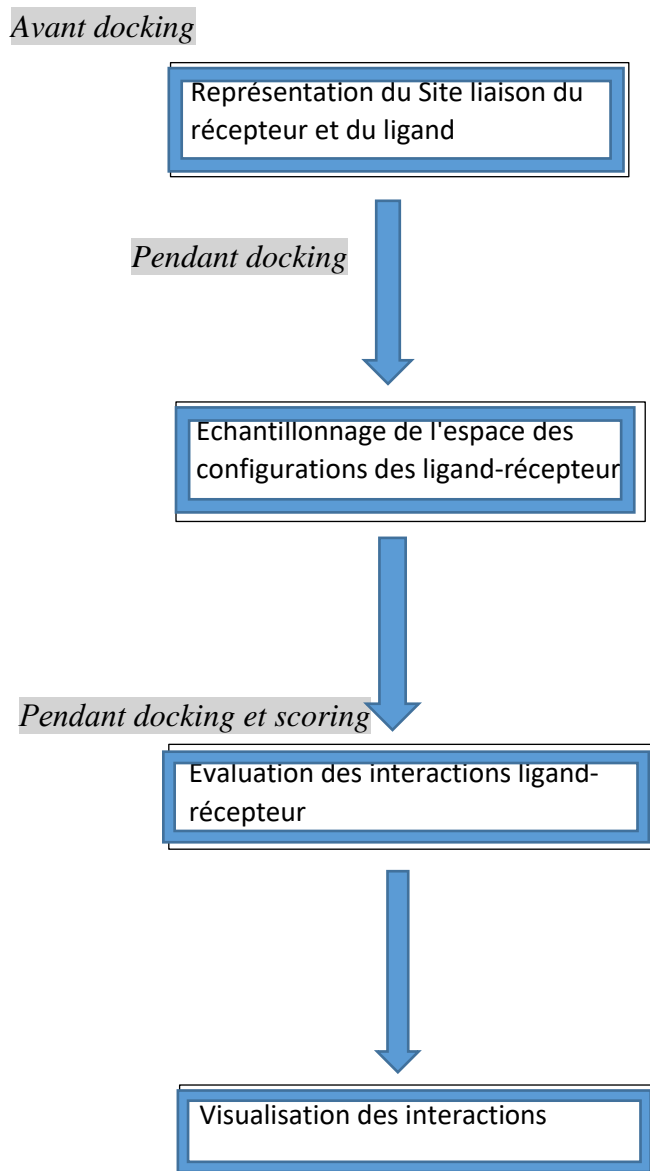 Avant docking
Représentation du Site liaison du
récepteur et du ligand
Pendant docking
Echantillonnage de l'espace des
configurations des ligand-récepteur
Pendant docking et scoring
Evaluation des interactions ligand-
récepteur
Visualisation des interactions